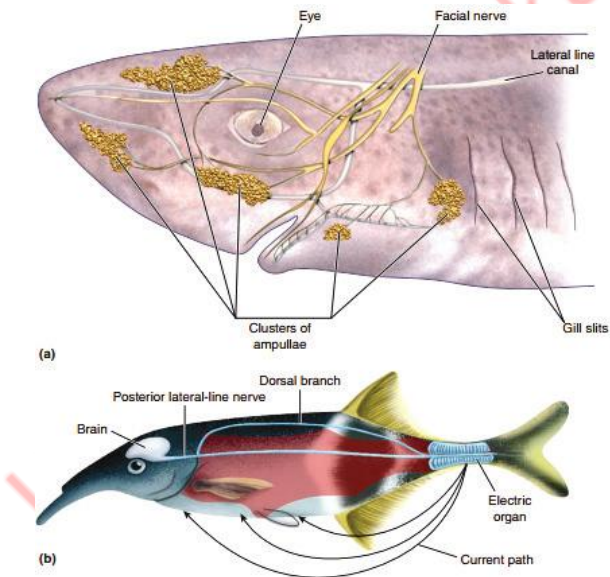 Eye
Facial nerve
Lateral line
canal
Clusters of
ampullae
Gill slits
(a)
Dorsal branch
Posterior lateral-line nerve
Brain
Electric
organ
Current path
(b)